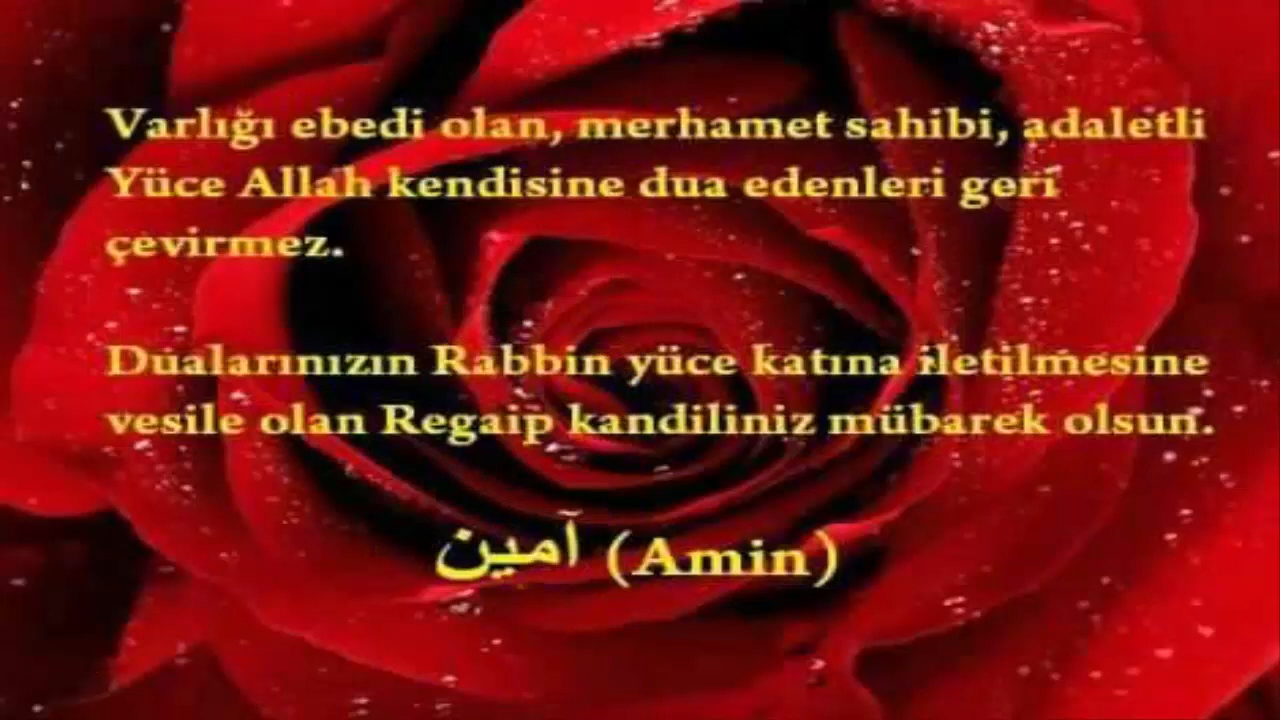 Varlığı ebedi olan, merhamet sahibi, adaletli
Yüce Allah kendisine dua edenleri geri
çevirmez.
Dualarınızın Rabbin yüce katına iletilmesine
vesile olan Regaip kandiliniz mübarek olsun.
آمين (Amin)